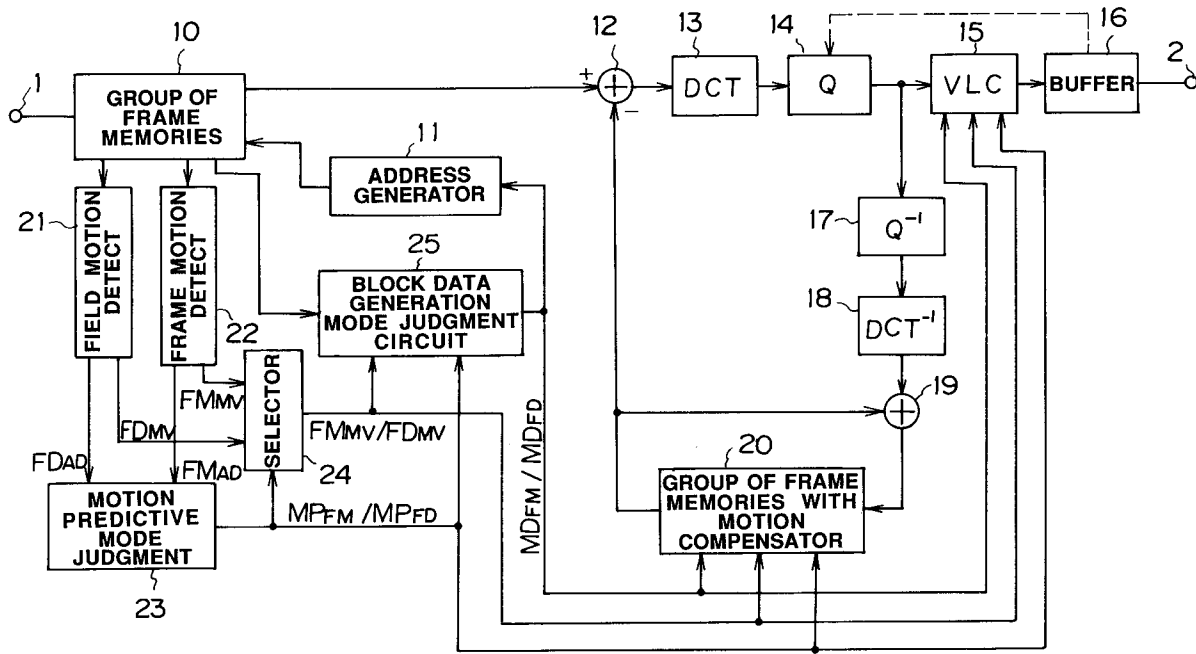 10
1
GROUP OF
FRAME
MEMORIES
11
ADDRESS
GENERATOR
12
+
−
13
DCT
14
Q
15
VLC
16
BUFFER
2
17
Q⁻¹
18
DCT⁻¹
19
21
FIELD MOTION
DETECT
22
FRAME MOTION
DETECT
25
BLOCK DATA
GENERATION
MODE JUDGMENT
CIRCUIT
FMMV
FDMV
SELECTOR
24
FMMV/FDMV
FDAD
FMAD
MOTION
PREDICTIVE
MODE
JUDGMENT
23
MPFM/MPFD
MDFM/MDFD
20
GROUP OF FRAME
MEMORIES WITH
MOTION
COMPENSATOR